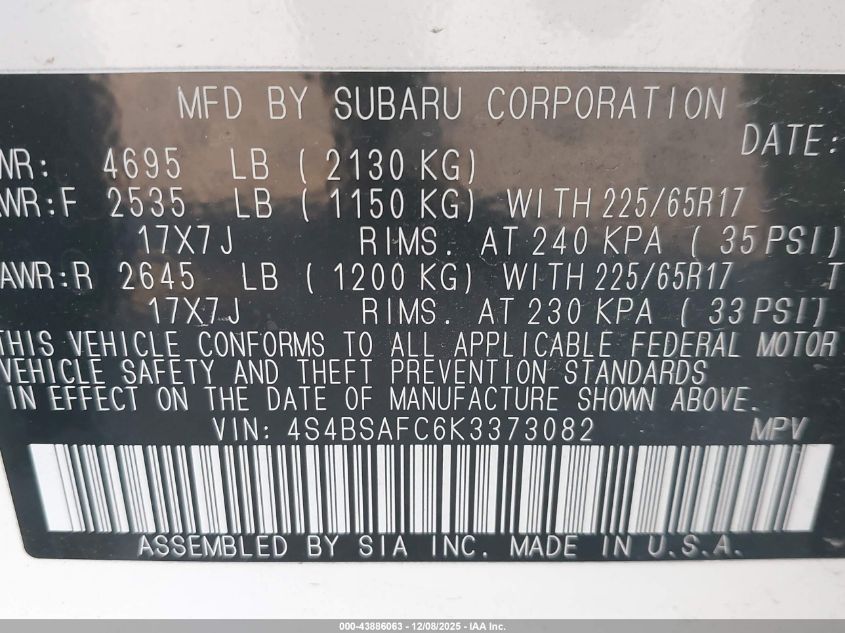 MFD BY SUBARU CORPORATION
DATE:
WR: 4695 LB ( 2130 KG)
WR:F 2535 LB ( 1150 KG) WITH 225/65R17
17X7J RIMS. AT 240 KPA ( 35 PSI)
AWR:R 2645 LB ( 1200 KG) WITH 225/65R17 T
17X7J RIMS. AT 230 KPA ( 33 PSI)
THIS VEHICLE CONFORMS TO ALL APPLICABLE FEDERAL MOTOR
VEHICLE SAFETY AND THEFT PREVENTION STANDARDS
IN EFFECT ON THE DATE OF MANUFACTURE SHOWN ABOVE.
VIN: 4S4BSAFC6K3373082 MPV
ASSEMBLED BY SIA INC. MADE IN U.S.A.
000-43886063 - 12/08/2025 - IAA Inc.